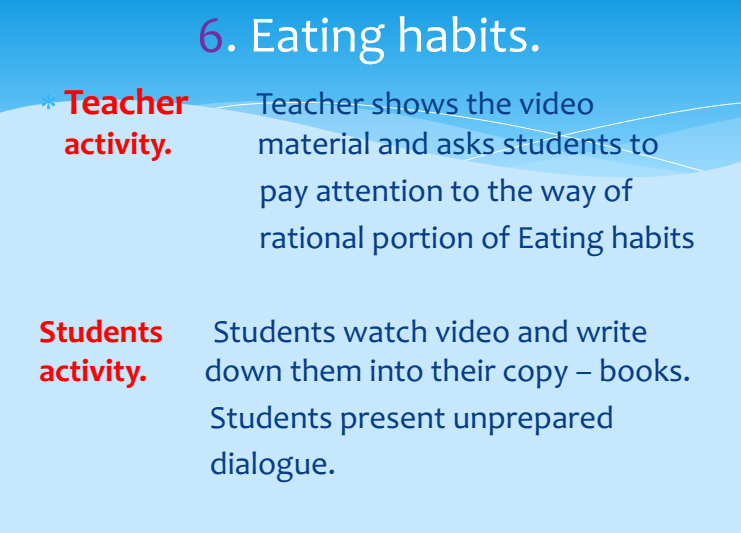 6. Eating habits.
* Teacher Teacher shows the video
activity. material and asks students to
pay attention to the way of
rational portion of Eating habits
Students Students watch video and write
activity. down them into their copy – books.
Students present unprepared
dialogue.